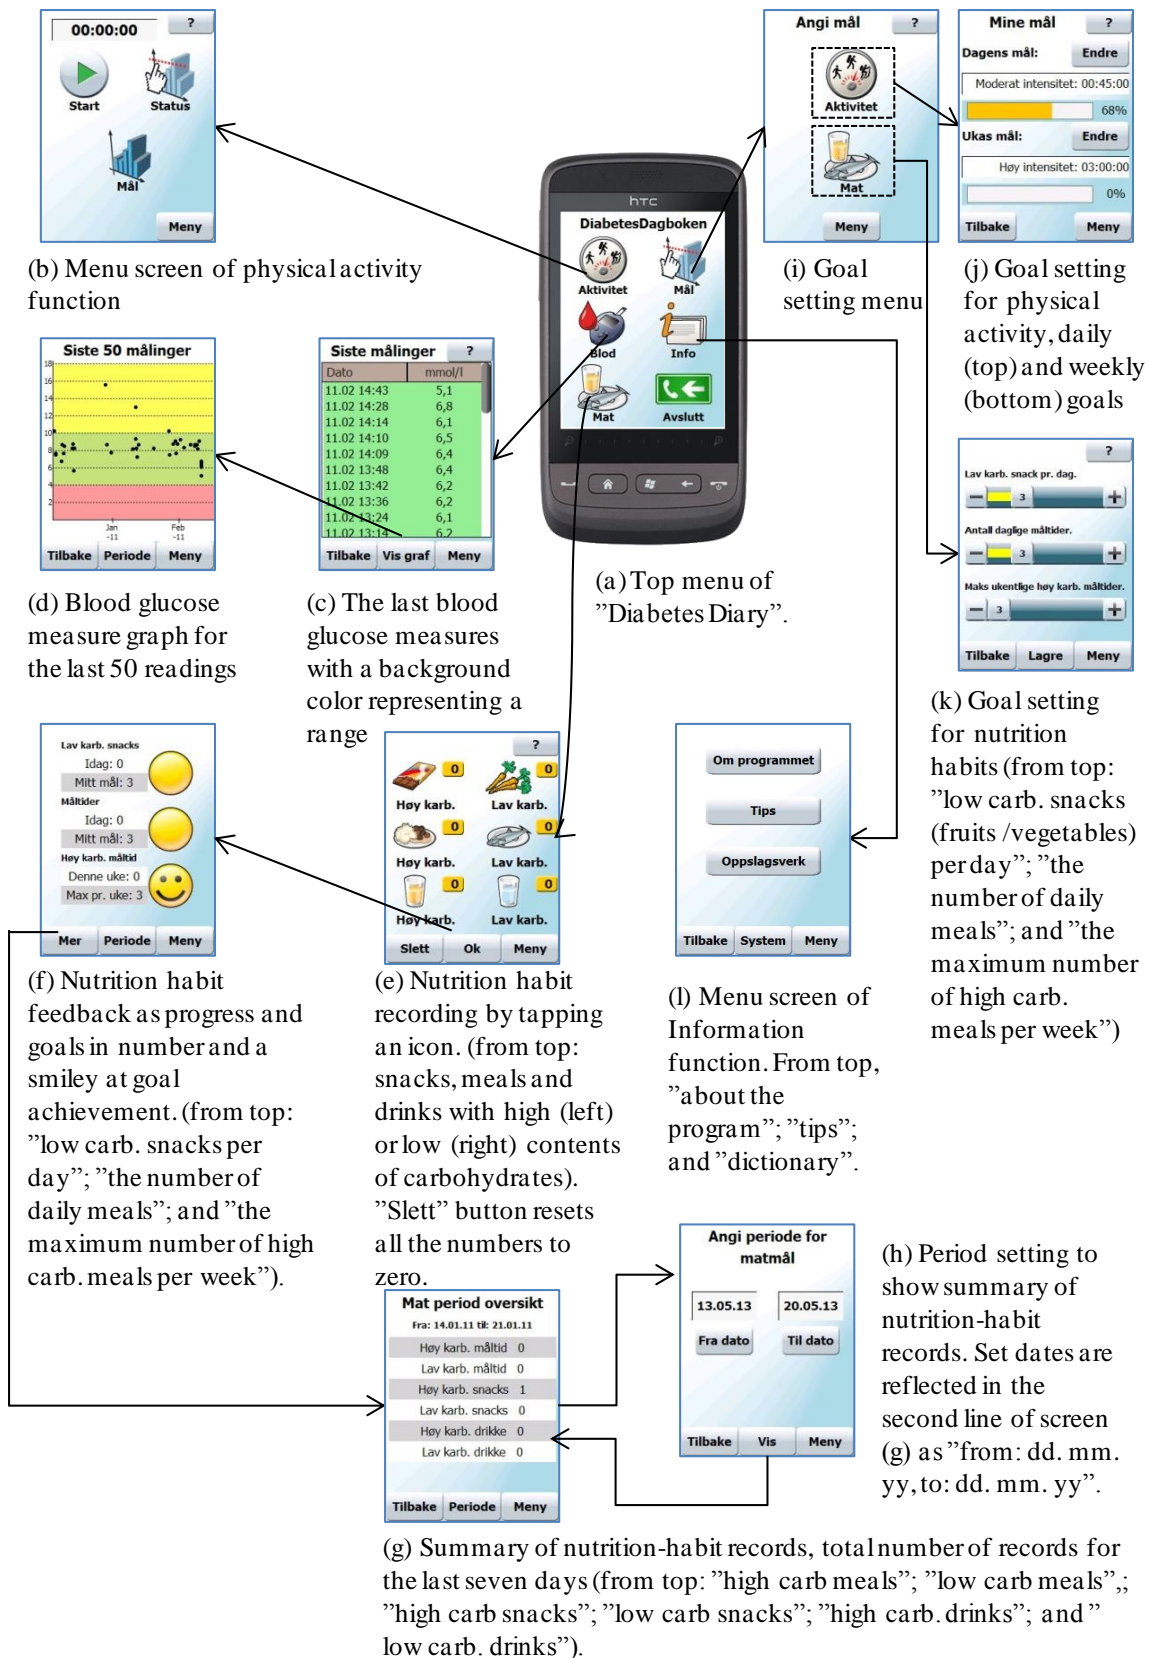 00:00:00 ?
Start Status
Mål
Meny
(b) Menu screen of physical activity
function
Angi mål ?
Aktivitet
Mat
Meny
(i) Goal
setting menu
Mine mål ?
Dagens mål: Endre
Moderat intensitet: 00:45:00
68%
Ukas mål: Endre
Høy intensitet: 03:00:00
0%
Tilbake Meny
(j) Goal setting
for physical
activity, daily
(top) and weekly
(bottom) goals
hTC
DiabetesDagboken
Aktivitet Mål
Blod Info
Mat Avslutt
(a) Top menu of
”Diabetes Diary”.
Siste 50 målinger
18
16
14
12
10
8
6
4
2
Jan Feb
-11 -11
Tilbake Periode Meny
(d) Blood glucose
measure graph for
the last 50 readings
Siste målinger ?
Dato mmol/l
11.02 14:43 5,1
11.02 14:28 6,8
11.02 14:14 6,1
11.02 14:10 6,5
11.02 14:09 6,4
11.02 13:48 6,4
11.02 13:42 6,2
11.02 13:36 6,2
11.02 13:24 6,1
11.02 13:14 6,2
Tilbake Vis graf Meny
(c) The last blood
glucose measures
with a background
color representing a
range
?
Lav karb. snack pr. dag.
— 3 +
Antall daglige måltider.
— 3 +
Maks ukentlige høy karb. måltider.
— 3 +
Tilbake Lagre Meny
(k) Goal setting
for nutrition
habits (from top:
”low carb. snacks
(fruits /vegetables)
per day”; ”the
number of daily
meals”; and ”the
maximum number
of high carb.
meals per week”)
Lav karb. snacks
Idag: 0
Mitt mål: 3
Måltider
Idag: 0
Mitt mål: 3
Høy karb. måltid
Denne uke: 0
Max pr. uke: 3
Mer Periode Meny
(f) Nutrition habit
feedback as progress and
goals in number and a
smiley at goal
achievement. (from top:
”low carb. snacks per
day”; ”the number of
daily meals”; and ”the
maximum number of high
carb. meals per week”).
?
0 0
Høy karb. Lav karb.
0 0
Høy karb. Lav karb.
0 0
Høy karb. Lav karb.
Slett Ok Meny
(e) Nutrition habit
recording by tapping
an icon. (from top:
snacks, meals and
drinks with high (left)
or low (right) contents
of carbohydrates).
”Slett” button resets
all the numbers to
zero.
Om programmet
Tips
Oppslagsverk
Tilbake System Meny
(l) Menu screen of
Information
function. From top,
”about the
program”; ”tips”;
and ”dictionary”.
Mat period oversikt
Fra: 14.01.11 til: 21.01.11
Høy karb. måltid 0
Lav karb. måltid 0
Høy karb. snacks 1
Lav karb. snacks 0
Høy karb. drikke 0
Lav karb. drikke 0
Tilbake Periode Meny
Angi periode for
matmål
13.05.13 20.05.13
Fra dato Til dato
Tilbake Vis Meny
(h) Period setting to
show summary of
nutrition-habit
records. Set dates are
reflected in the
second line of screen
(g) as ”from: dd. mm.
yy, to: dd. mm. yy”.
(g) Summary of nutrition-habit records, total number of records for
the last seven days (from top: ”high carb meals”; ”low carb meals”,;
”high carb snacks”; ”low carb snacks”; ”high carb. drinks”; and ”
low carb. drinks”).